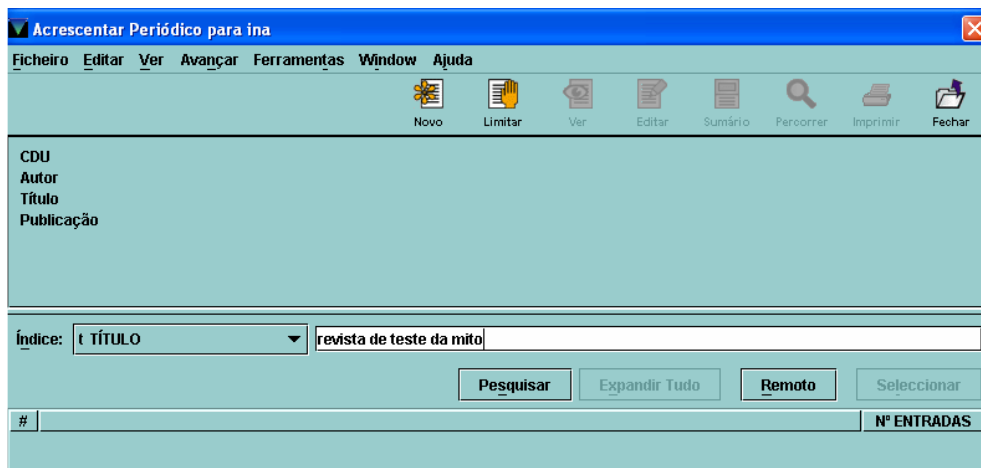 Acrescentar Periódico para ina
Ficheiro Editar Ver Avançar Ferramentas Window Ajuda
Novo Limitar Ver Editar Sumário Percorrer Imprimir Fechar
CDU
Autor
Título
Publicação
Índice: t TÍTULO revista de teste da mito
Pesquisar Expandir Tudo Remoto Seleccionar
# Nº ENTRADAS